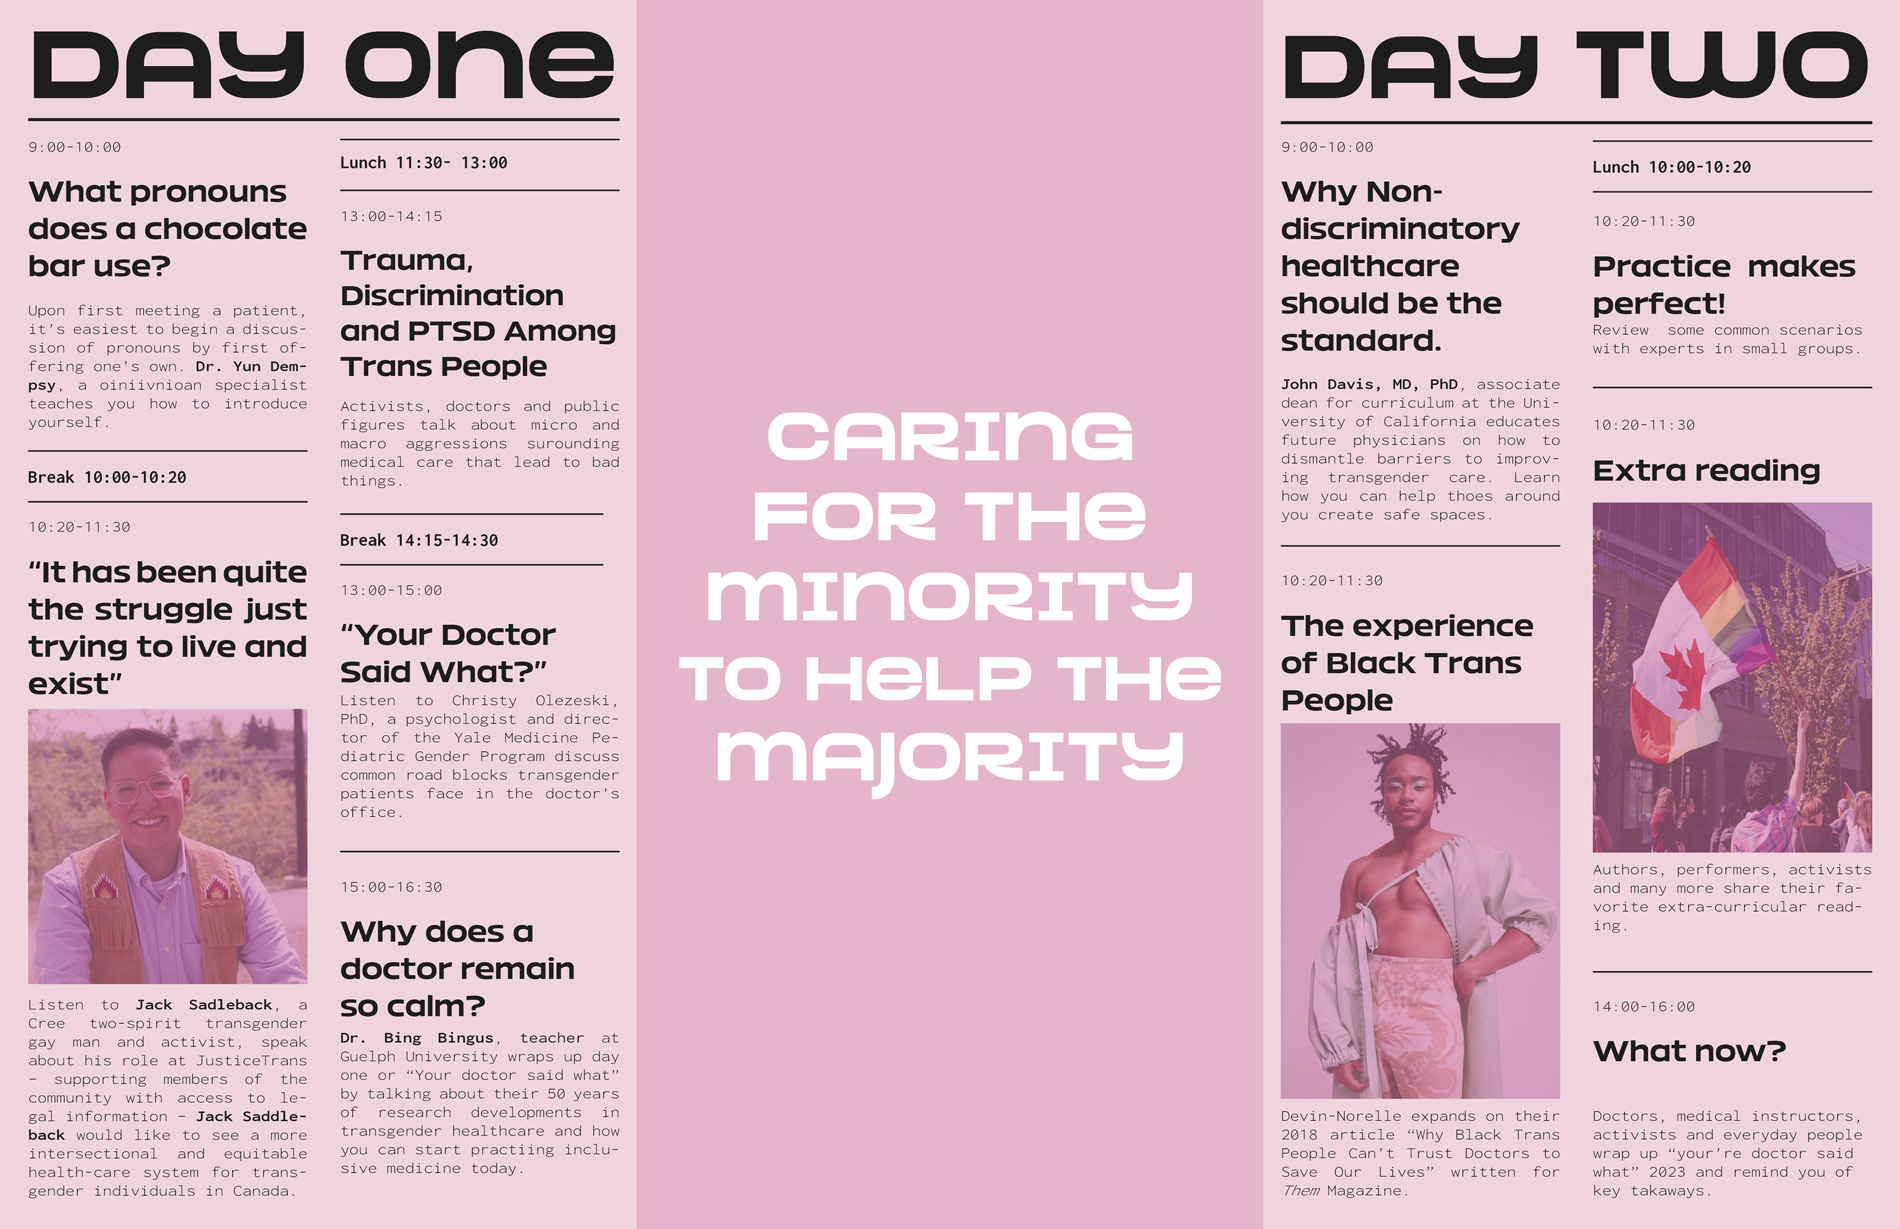 DAY ONE
9:00-10:00
What pronouns
does a chocolate
bar use?
Upon first meeting a patient,
it's easiest to begin a discus-
sion of pronouns by first of-
fering one's own. Dr. Yun Dem-
psy, a oiniivnioan specialist
teaches you how to introduce
yourself.
Break 10:00-10:20
10:20-11:30
“It has been quite
the struggle just
trying to live and
exist”
Listen to Jack Sadleback, a
Cree two-spirit transgender
gay man and activist, speak
about his role at JusticeTrans
– supporting members of the
community with access to le-
gal information – Jack Saddle-
back would like to see a more
intersectional and equitable
health-care system for trans-
gender individuals in Canada.
Lunch 11:30- 13:00
13:00-14:15
Trauma,
Discrimination
and PTSD Among
Trans People
Activists, doctors and public
figures talk about micro and
macro aggressions surounding
medical care that lead to bad
things.
Break 14:15-14:30
13:00-15:00
“Your Doctor
Said What?”
Listen to Christy Olezeski,
PhD, a psychologist and direc-
tor of the Yale Medicine Pe-
diatric Gender Program discuss
common road blocks transgender
patients face in the doctor's
office.
15:00-16:30
Why does a
doctor remain
so calm?
Dr. Bing Bingus, teacher at
Guelph University wraps up day
one or “Your doctor said what”
by talking about their 50 years
of research developments in
transgender healthcare and how
you can start practiing inclu-
sive medicine today.
CARING
FOR THE
MINORITY
TO HELP THE
MAJORITY
DAY TWO
9:00-10:00
Why Non-
discriminatory
healthcare
should be the
standard.
John Davis, MD, PhD, associate
dean for curriculum at the Uni-
versity of California educates
future physicians on how to
dismantle barriers to improv-
ing transgender care. Learn
how you can help thoes around
you create safe spaces.
10:20-11:30
The experience
of Black Trans
People
Devin-Norelle expands on their
2018 article “Why Black Trans
People Can't Trust Doctors to
Save Our Lives” written for
Them Magazine.
Lunch 10:00-10:20
10:20-11:30
Practice makes
perfect!
Review some common scenarios
with experts in small groups.
10:20-11:30
Extra reading
Authors, performers, activists
and many more share their fa-
vorite extra-curricular read-
ing.
14:00-16:00
What now?
Doctors, medical instructors,
activists and everyday people
wrap up “your're doctor said
what” 2023 and remind you of
key takaways.